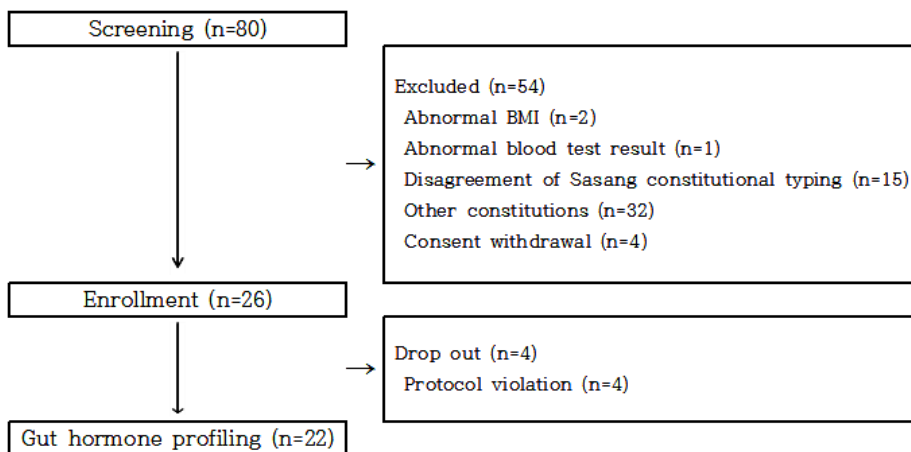 Screening (n=80)
Excluded (n=54)
Abnormal BMI (n=2)
Abnormal blood test result (n=1)
Disagreement of Sasang constitutional typing (n=15)
Other constitutions (n=32)
Consent withdrawal (n=4)
Enrollment (n=26)
Drop out (n=4)
Protocol violation (n=4)
Gut hormone profiling (n=22)